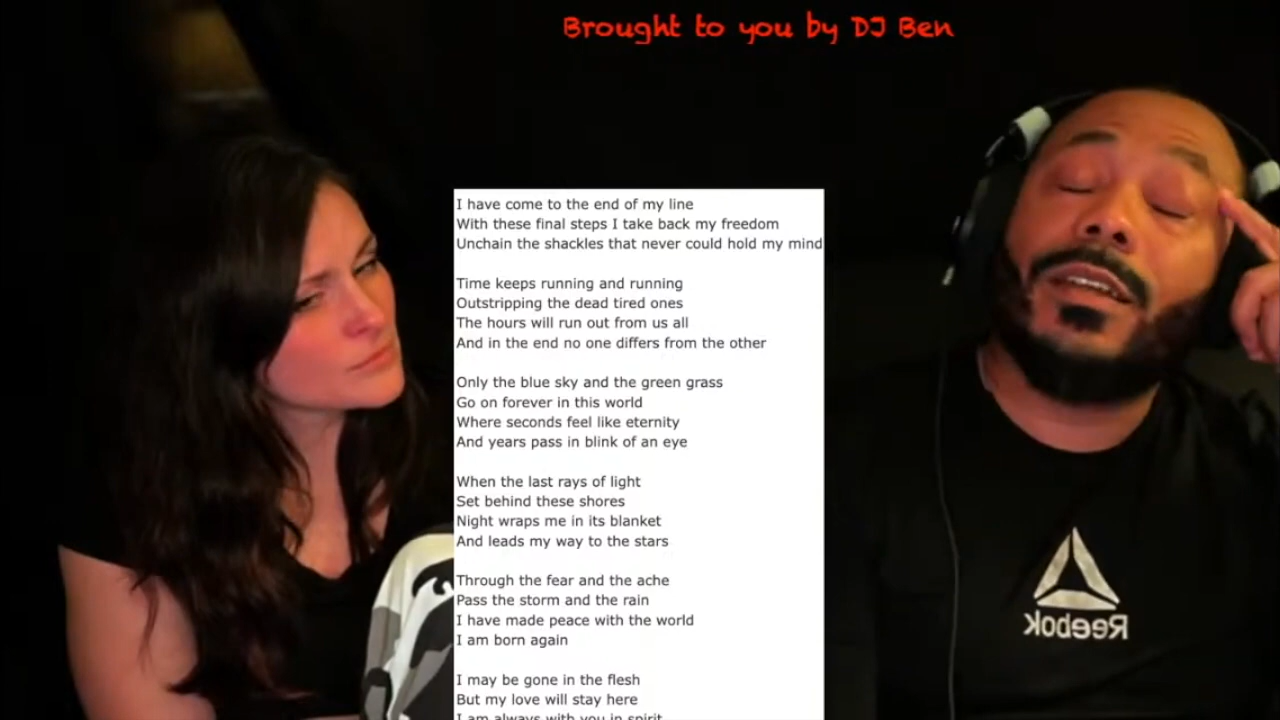 Brought to you by DJ Ben
I have come to the end of my line
With these final steps I take back my freedom
Unchain the shackles that never could hold my mind
Time keeps running and running
Outstripping the dead tired ones
The hours will run out from us all
And in the end no one differs from the other
Only the blue sky and the green grass
Go on forever in this world
Where seconds feel like eternity
And years pass in blink of an eye
When the last rays of light
Set behind these shores
Night wraps me in its blanket
And leads my way to the stars
Through the fear and the ache
Pass the storm and the rain
I have made peace with the world
I am born again
I may be gone in the flesh
But my love will stay here
I am always with you in spirit
Reebok